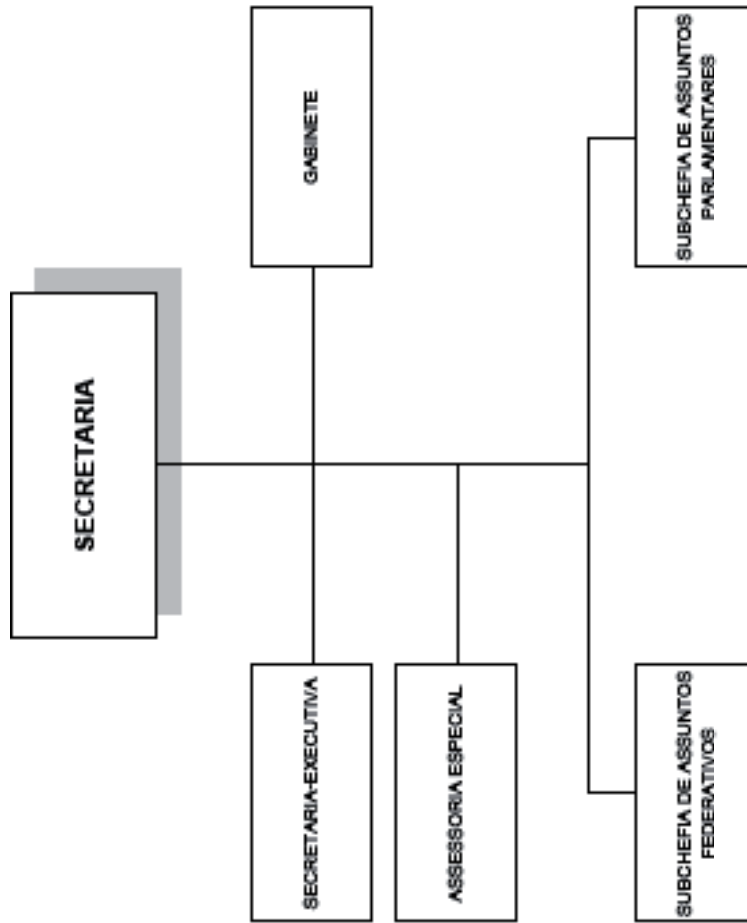 SECRETARIA
GABINETE
SECRETARIA-EXECUTIVA
ASSESSORIA ESPECIAL
SUBCHEFIA DE ASSUNTOS
PARLAMENTARES
SUBCHEFIA DE ASSUNTOS
FEDERATIVOS